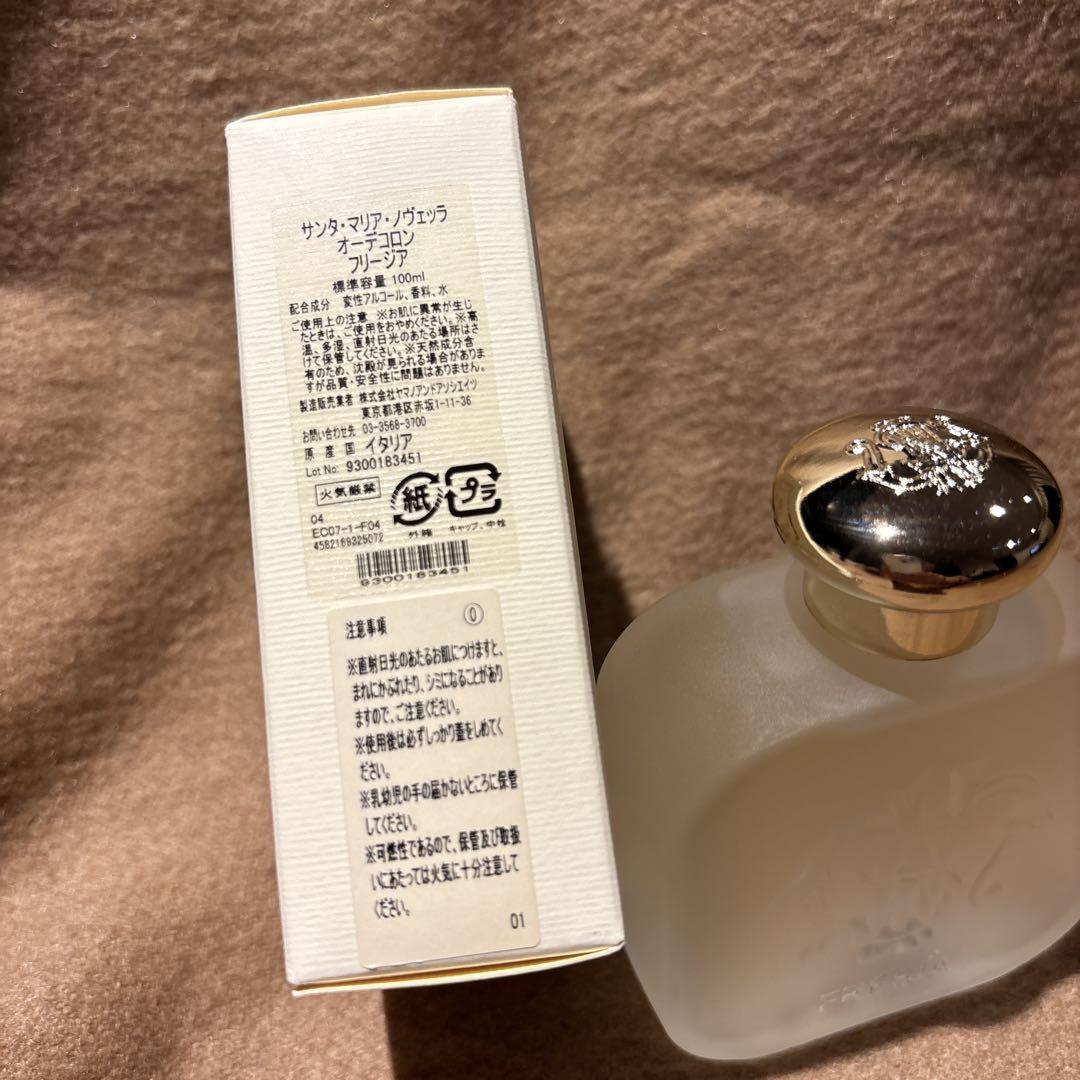 サンタ・マリア・ノヴェッラ
オーデコロン
フリージア
標準容量 100ml
配合成分 変性アルコール、香料、水
ご使用上の注意 ※お肌に異常が生じ
たときは、ご使用をおやめください。※高
温、多湿、直射日光のあたる場所はさ
けて保管してください。※天然成分含
有のため、沈殿が見られる場合がありま
すが品質・安全性に問題はありません。
製造販売業者 株式会社ヤマノアンドアソシエイツ
東京都港区赤坂1-11-36
お問い合わせ先 03-3568-3700
原産国 イタリア
Lot No: 9300183451
火気厳禁
紙 プラ
04
外箱 キャップ、中栓
EC07-1-F04
4582169325072
9300183451
注意事項 0
※直射日光のあたるお肌につけますと、
まれにかぶれたり、シミになることがあり
ますので、ご注意ください。
※使用後は必ずしっかり蓋をしめてく
ださい。
※乳幼児の手の届かないところに保管
してください。
※可燃性であるので、保管及び取扱
いにあたっては火気に十分注意して
ください。
01